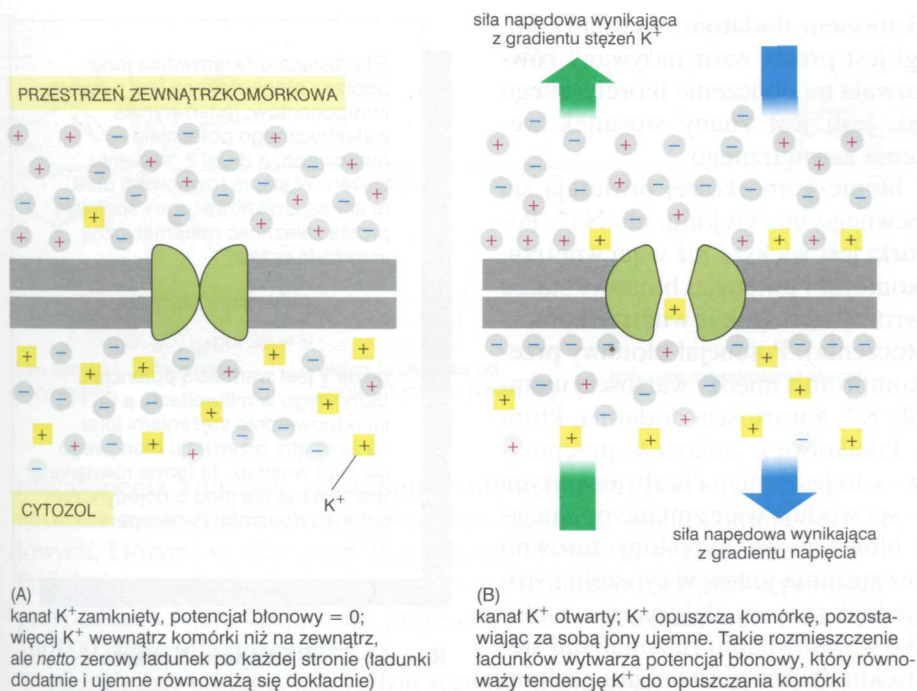 siła napędowa wynikająca
z gradientu stężeń K⁺
PRZESTRZEŃ ZEWNĄTRZKOMÓRKOWA
K⁺
CYTOZOL
siła napędowa wynikająca
z gradientu napięcia
(A)
kanał K⁺ zamknięty, potencjał błonowy = 0;
więcej K⁺ wewnątrz komórki niż na zewnątrz,
ale netto zerowy ładunek po każdej stronie (ładunki
dodatnie i ujemne równoważą się dokładnie)
(B)
kanał K⁺ otwarty; K⁺ opuszcza komórkę, pozosta-
wiając za sobą jony ujemne. Takie rozmieszczenie
ładunków wytwarza potencjał błonowy, który równo-
waży tendencję K⁺ do opuszczania komórki